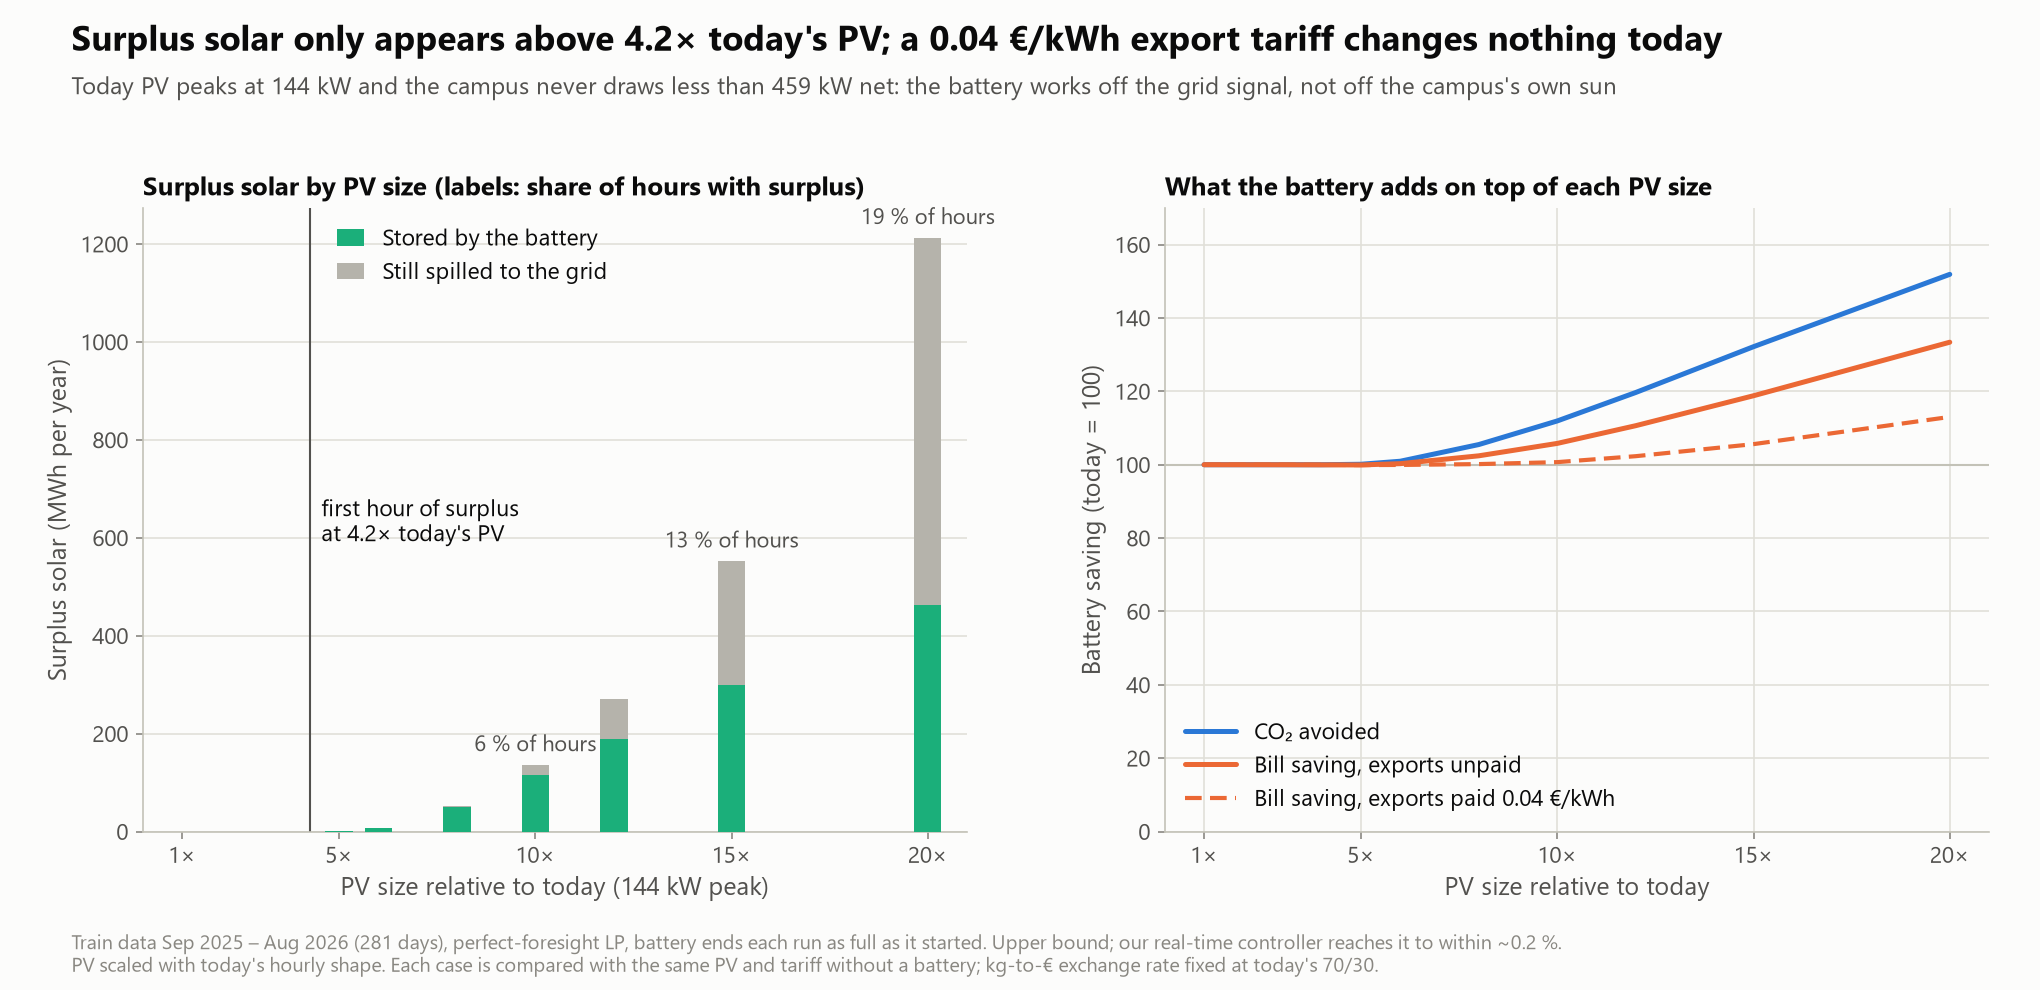 Surplus solar only appears above 4.2× today's PV; a 0.04 €/kWh export tariff changes nothing today
Today PV peaks at 144 kW and the campus never draws less than 459 kW net: the battery works off the grid signal, not off the campus's own sun
Surplus solar by PV size (labels: share of hours with surplus)
Surplus solar (MWh per year)
1200
1000
800
600
400
200
0
Stored by the battery
Still spilled to the grid
first hour of surplus
at 4.2× today's PV
6 % of hours
13 % of hours
19 % of hours
1×
5×
10×
15×
20×
PV size relative to today (144 kW peak)
What the battery adds on top of each PV size
Battery saving (today = 100)
160
140
120
100
80
60
40
20
0
CO₂ avoided
Bill saving, exports unpaid
Bill saving, exports paid 0.04 €/kWh
1×
5×
10×
15×
20×
PV size relative to today
Train data Sep 2025 – Aug 2026 (281 days), perfect-foresight LP, battery ends each run as full as it started. Upper bound; our real-time controller reaches it to within ~0.2 %.
PV scaled with today's hourly shape. Each case is compared with the same PV and tariff without a battery; kg-to-€ exchange rate fixed at today's 70/30.